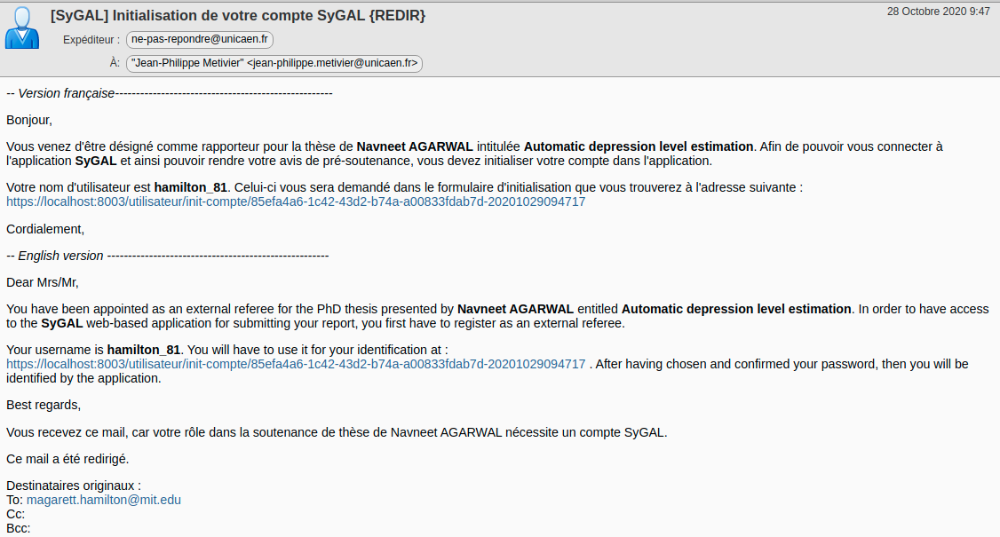 [SyGAL] Initialisation de votre compte SyGAL {REDIR}
28 Octobre 2020 9:47
Expéditeur : ne-pas-repondre@unicaen.fr
À: "Jean-Philippe Metivier" <jean-philippe.metivier@unicaen.fr>
-- Version française----------------------------------------------------
Bonjour,
Vous venez d'être désigné comme rapporteur pour la thèse de Navneet AGARWAL intitulée Automatic depression level estimation. Afin de pouvoir vous connecter à
l'application SyGAL et ainsi pouvoir rendre votre avis de pré-soutenance, vous devez initialiser votre compte dans l'application.
Votre nom d'utilisateur est hamilton_81. Celui-ci vous sera demandé dans le formulaire d'initialisation que vous trouverez à l'adresse suivante :
https://localhost:8003/utilisateur/init-compte/85efa4a6-1c42-43d2-b74a-a00833fdab7d-20201029094717
Cordialement,
-- English version -----------------------------------------------------
Dear Mrs/Mr,
You have been appointed as an external referee for the PhD thesis presented by Navneet AGARWAL entitled Automatic depression level estimation. In order to have access
to the SyGAL web-based application for submitting your report, you first have to register as an external referee.
Your username is hamilton_81. You will have to use it for your identification at :
https://localhost:8003/utilisateur/init-compte/85efa4a6-1c42-43d2-b74a-a00833fdab7d-20201029094717 . After having chosen and confirmed your password, then you will be
identified by the application.
Best regards,
Vous recevez ce mail, car votre rôle dans la soutenance de thèse de Navneet AGARWAL nécessite un compte SyGAL.
Ce mail a été redirigé.
Destinataires originaux :
To: magarett.hamilton@mit.edu
Cc:
Bcc: